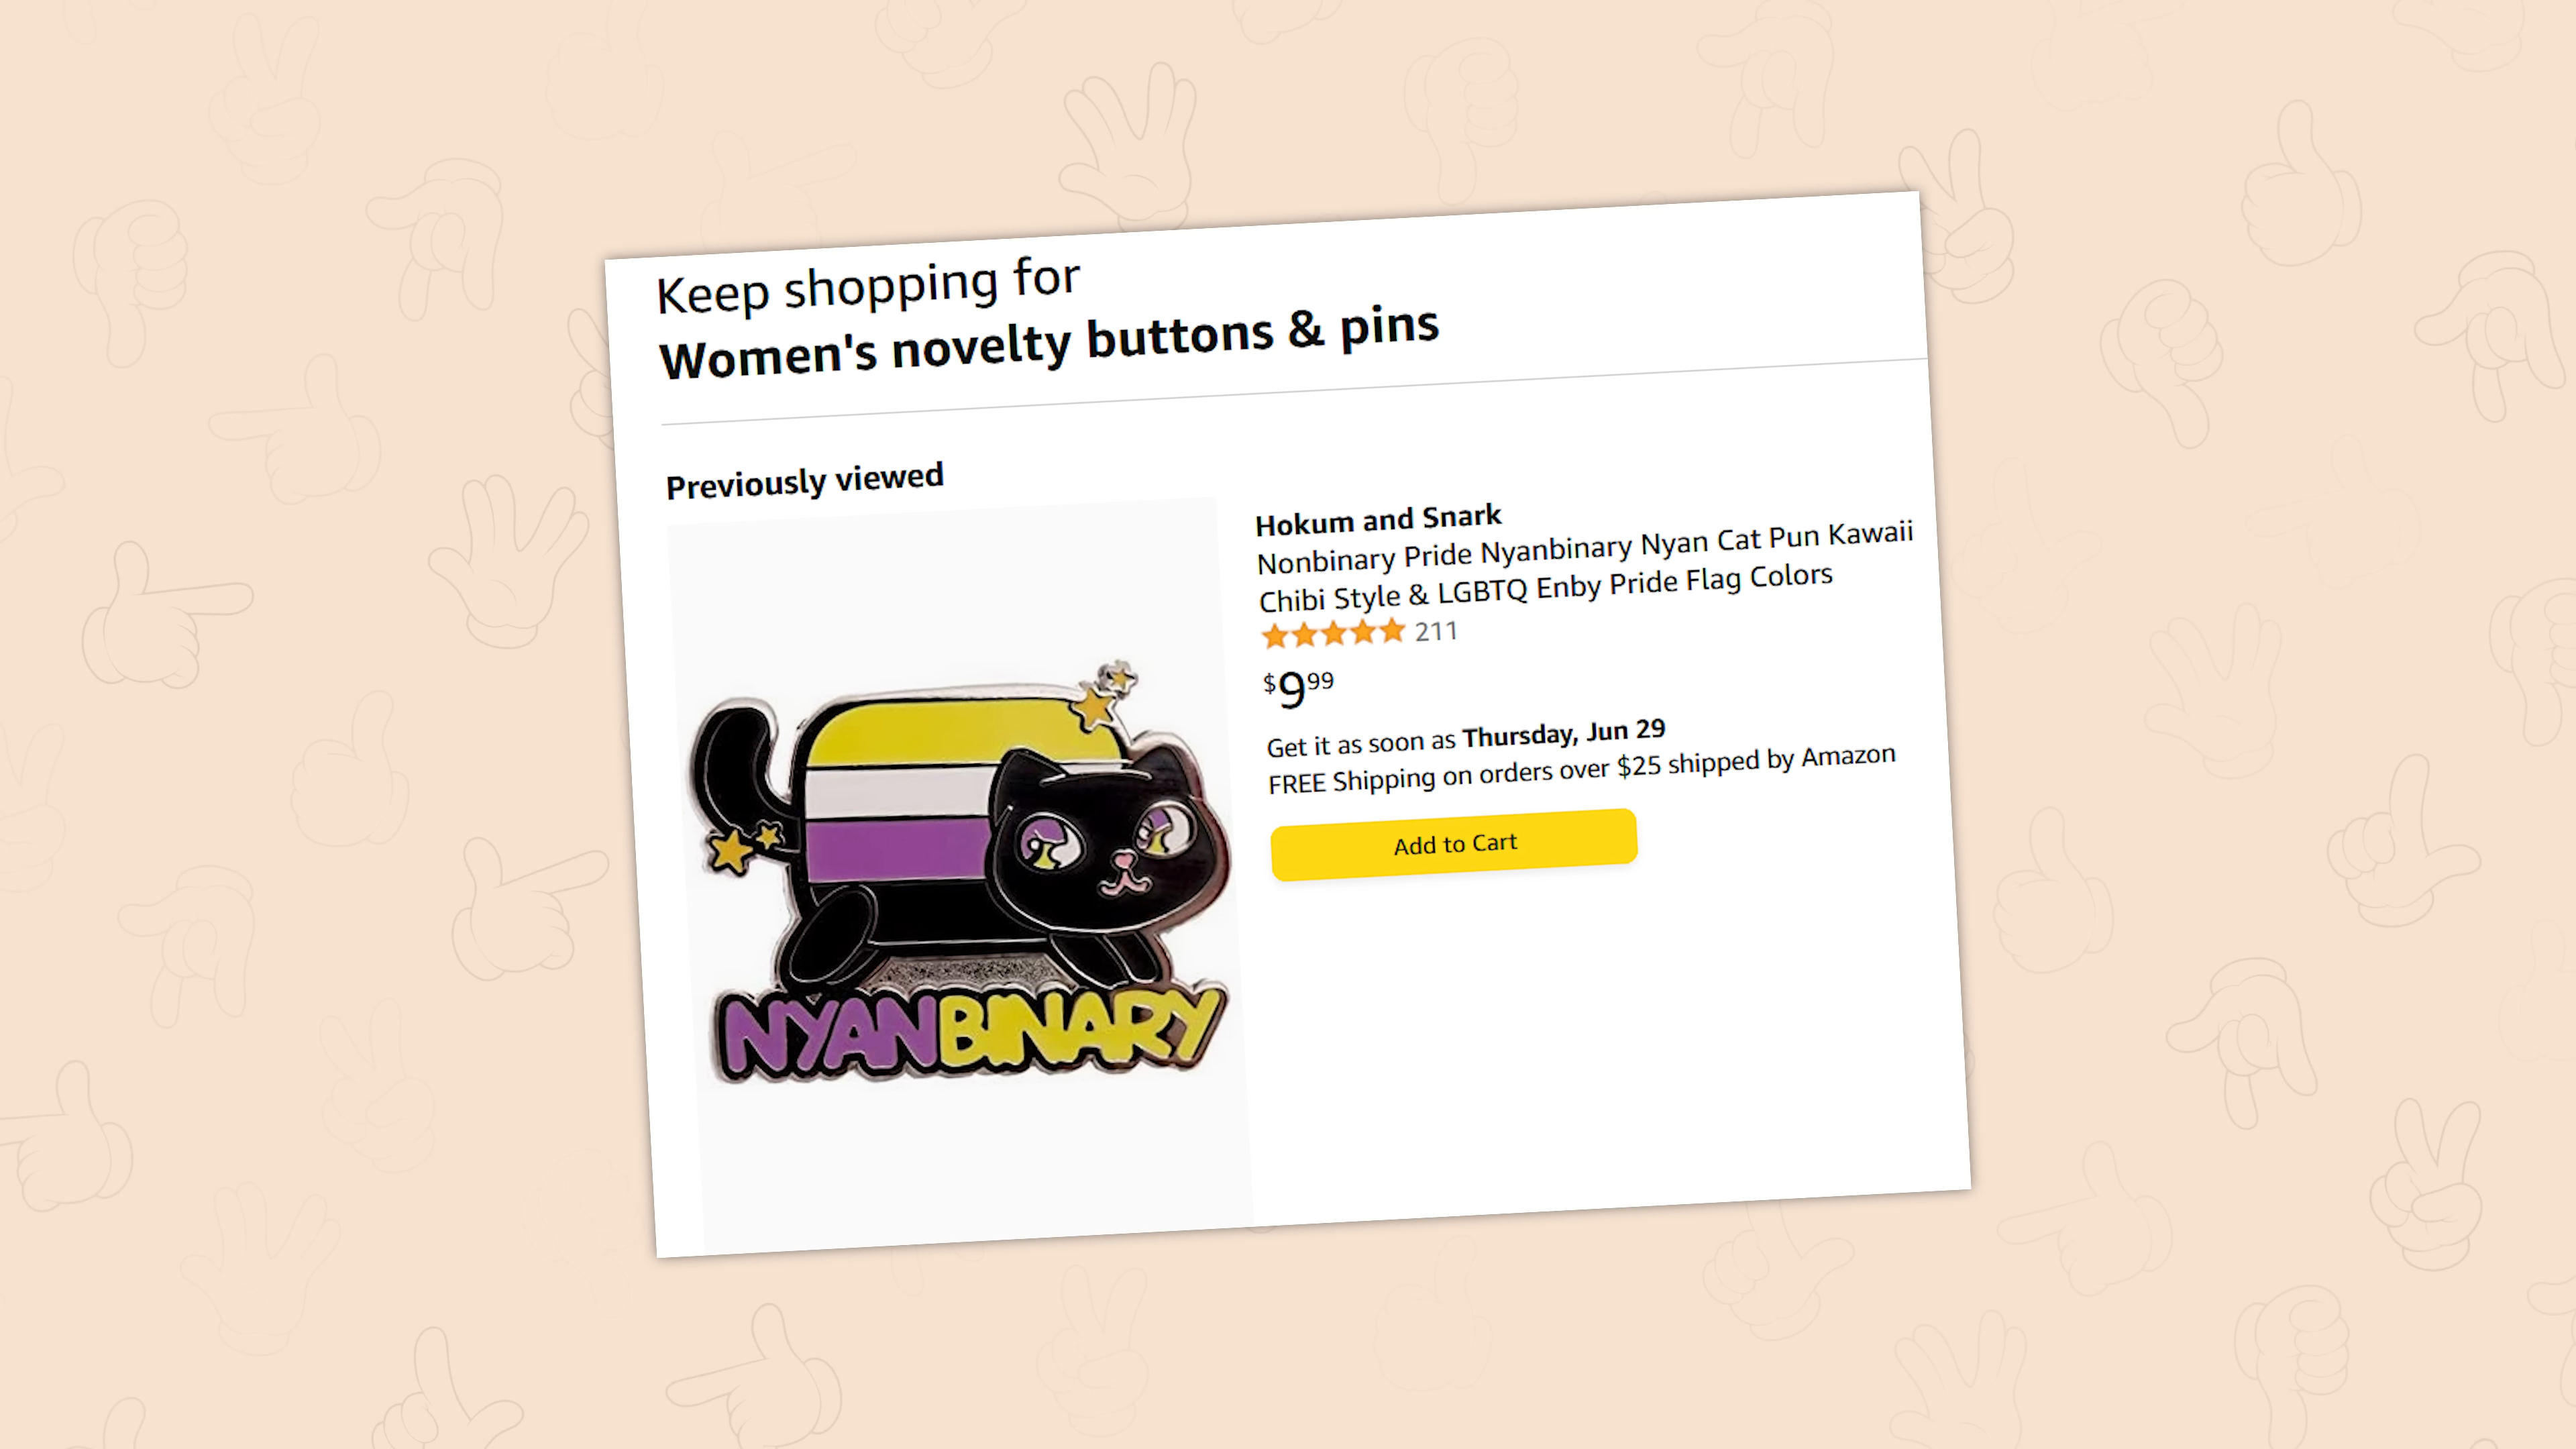 Keep shopping for
Women's novelty buttons & pins
Previously viewed
Hokum and Snark
Nonbinary Pride Nyanbinary Nyan Cat Pun Kawaii
Chibi Style & LGBTQ Enby Pride Flag Colors
211
$9.99
Get it as soon as Thursday, Jun 29
FREE Shipping on orders over $25 shipped by Amazon
Add to Cart
NYANBINARY